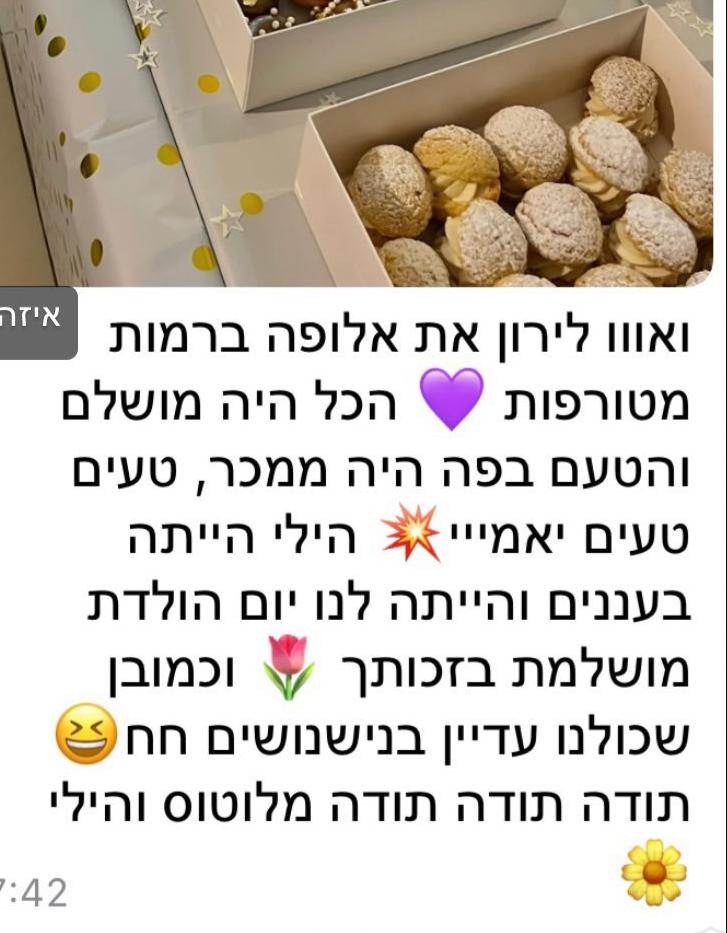 איזה
ואווו לירון את אלופה ברמות
מטורפות 💜 הכל היה מושלם
והטעם בפה היה ממכר, טעים
טעים יאמייי💥 הילי הייתה
בעננים והייתה לנו יום הולדת
מושלמת בזכותך 🌷 וכמובן
שכולנו עדיין בנישנושים חח😆
תודה תודה תודה מלוטוס והילי
🌼
7:42